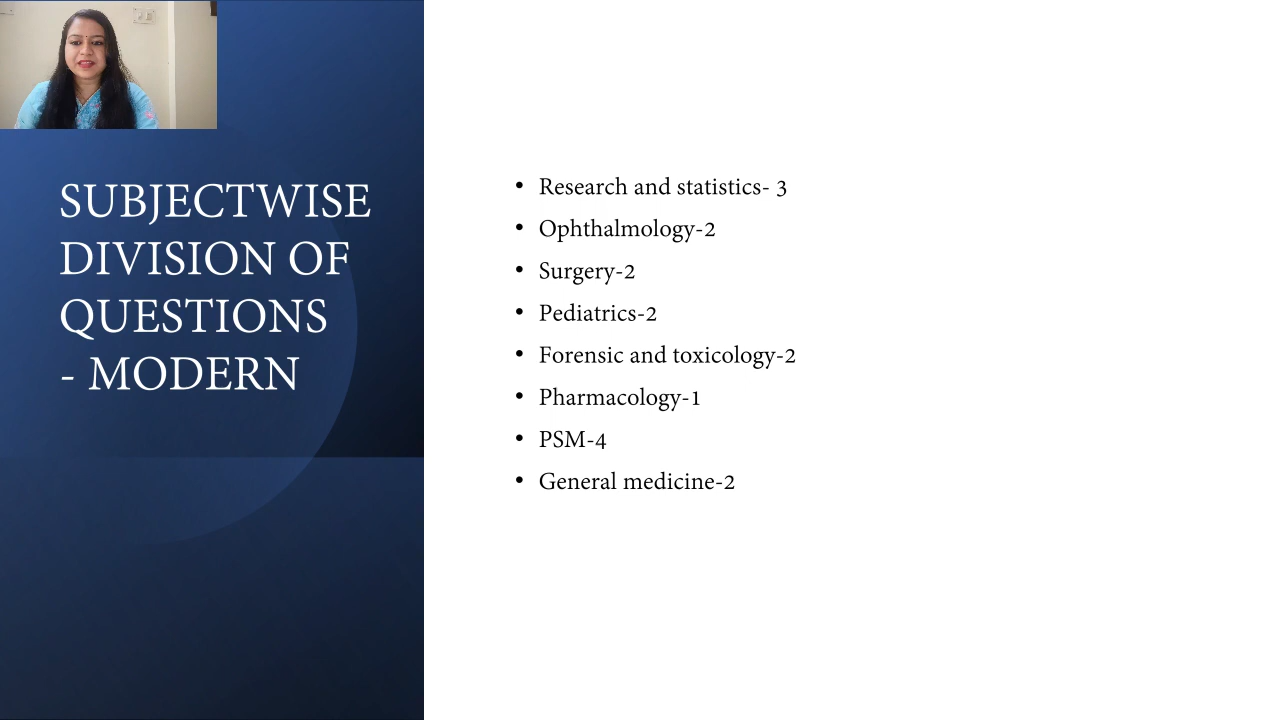 SUBJECTWISE
DIVISION OF
QUESTIONS
- MODERN
• Research and statistics- 3
• Ophthalmology-2
• Surgery-2
• Pediatrics-2
• Forensic and toxicology-2
• Pharmacology-1
• PSM-4
• General medicine-2